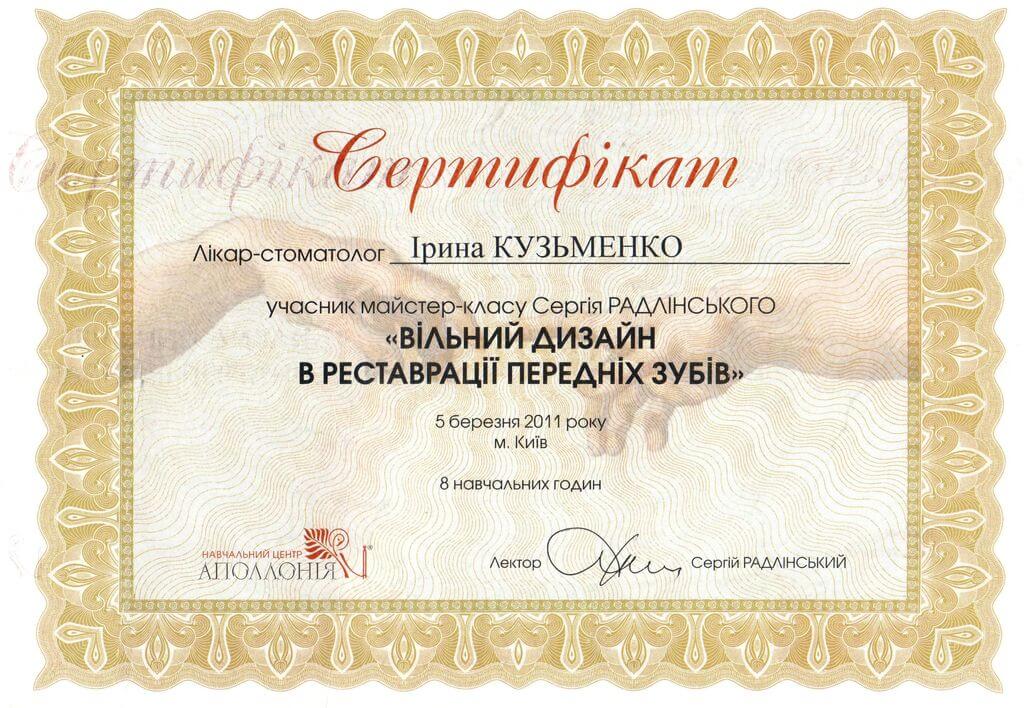 Сертифікат
Лікар-стоматолог Ірина КУЗЬМЕНКО
учасник майстер-класу Сергія РАДЛІНСЬКОГО
«ВІЛЬНИЙ ДИЗАЙН
В РЕСТАВРАЦІЇ ПЕРЕДНІХ ЗУБІВ»
5 березня 2011 року
м. Київ
8 навчальних годин
НАВЧАЛЬНИЙ ЦЕНТР
АПОЛЛОНІЯ ®
Лектор Сергій РАДЛІНСЬКИЙ